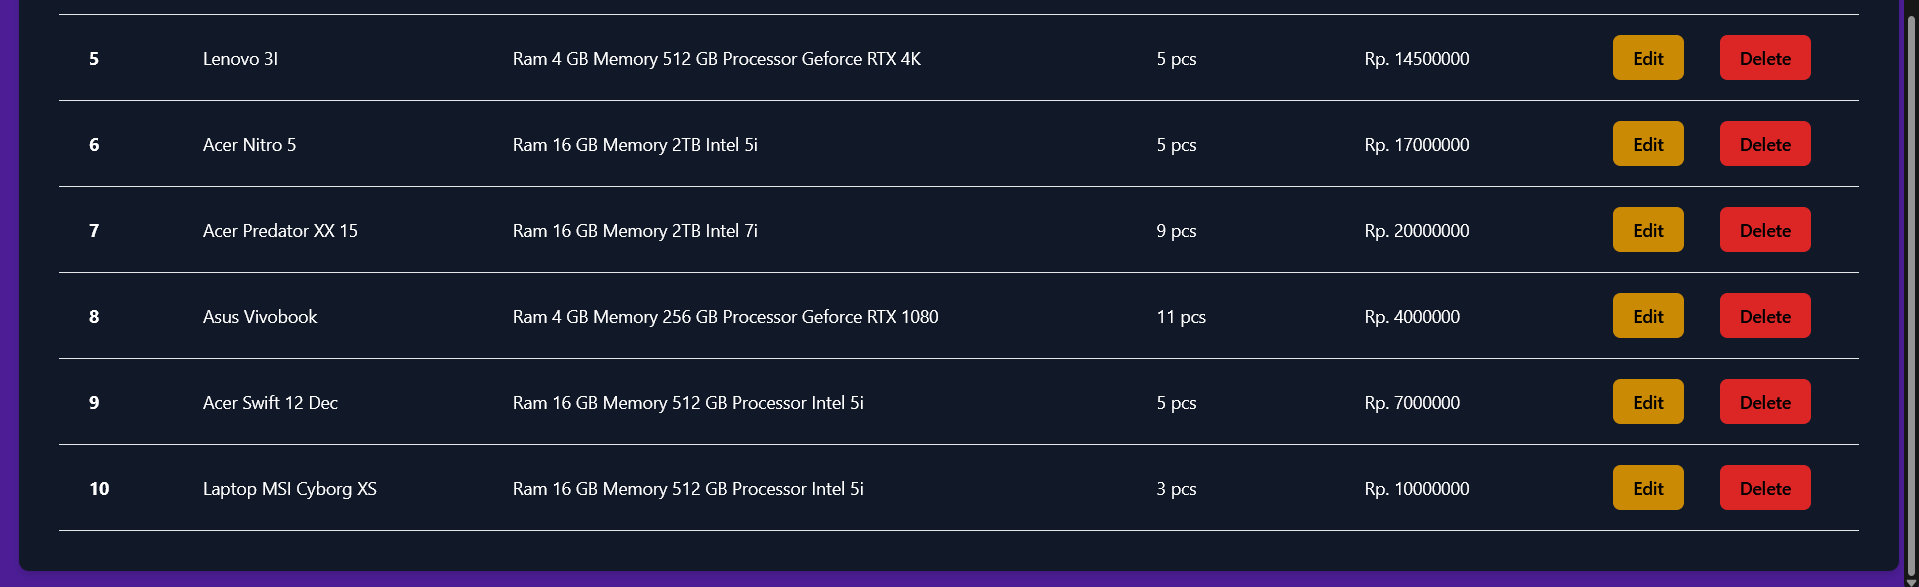 5 Lenovo 3I Ram 4 GB Memory 512 GB Processor Geforce RTX 4K 5 pcs Rp. 14500000 Edit Delete
6 Acer Nitro 5 Ram 16 GB Memory 2TB Intel 5i 5 pcs Rp. 17000000 Edit Delete
7 Acer Predator XX 15 Ram 16 GB Memory 2TB Intel 7i 9 pcs Rp. 20000000 Edit Delete
8 Asus Vivobook Ram 4 GB Memory 256 GB Processor Geforce RTX 1080 11 pcs Rp. 4000000 Edit Delete
9 Acer Swift 12 Dec Ram 16 GB Memory 512 GB Processor Intel 5i 5 pcs Rp. 7000000 Edit Delete
10 Laptop MSI Cyborg XS Ram 16 GB Memory 512 GB Processor Intel 5i 3 pcs Rp. 10000000 Edit Delete